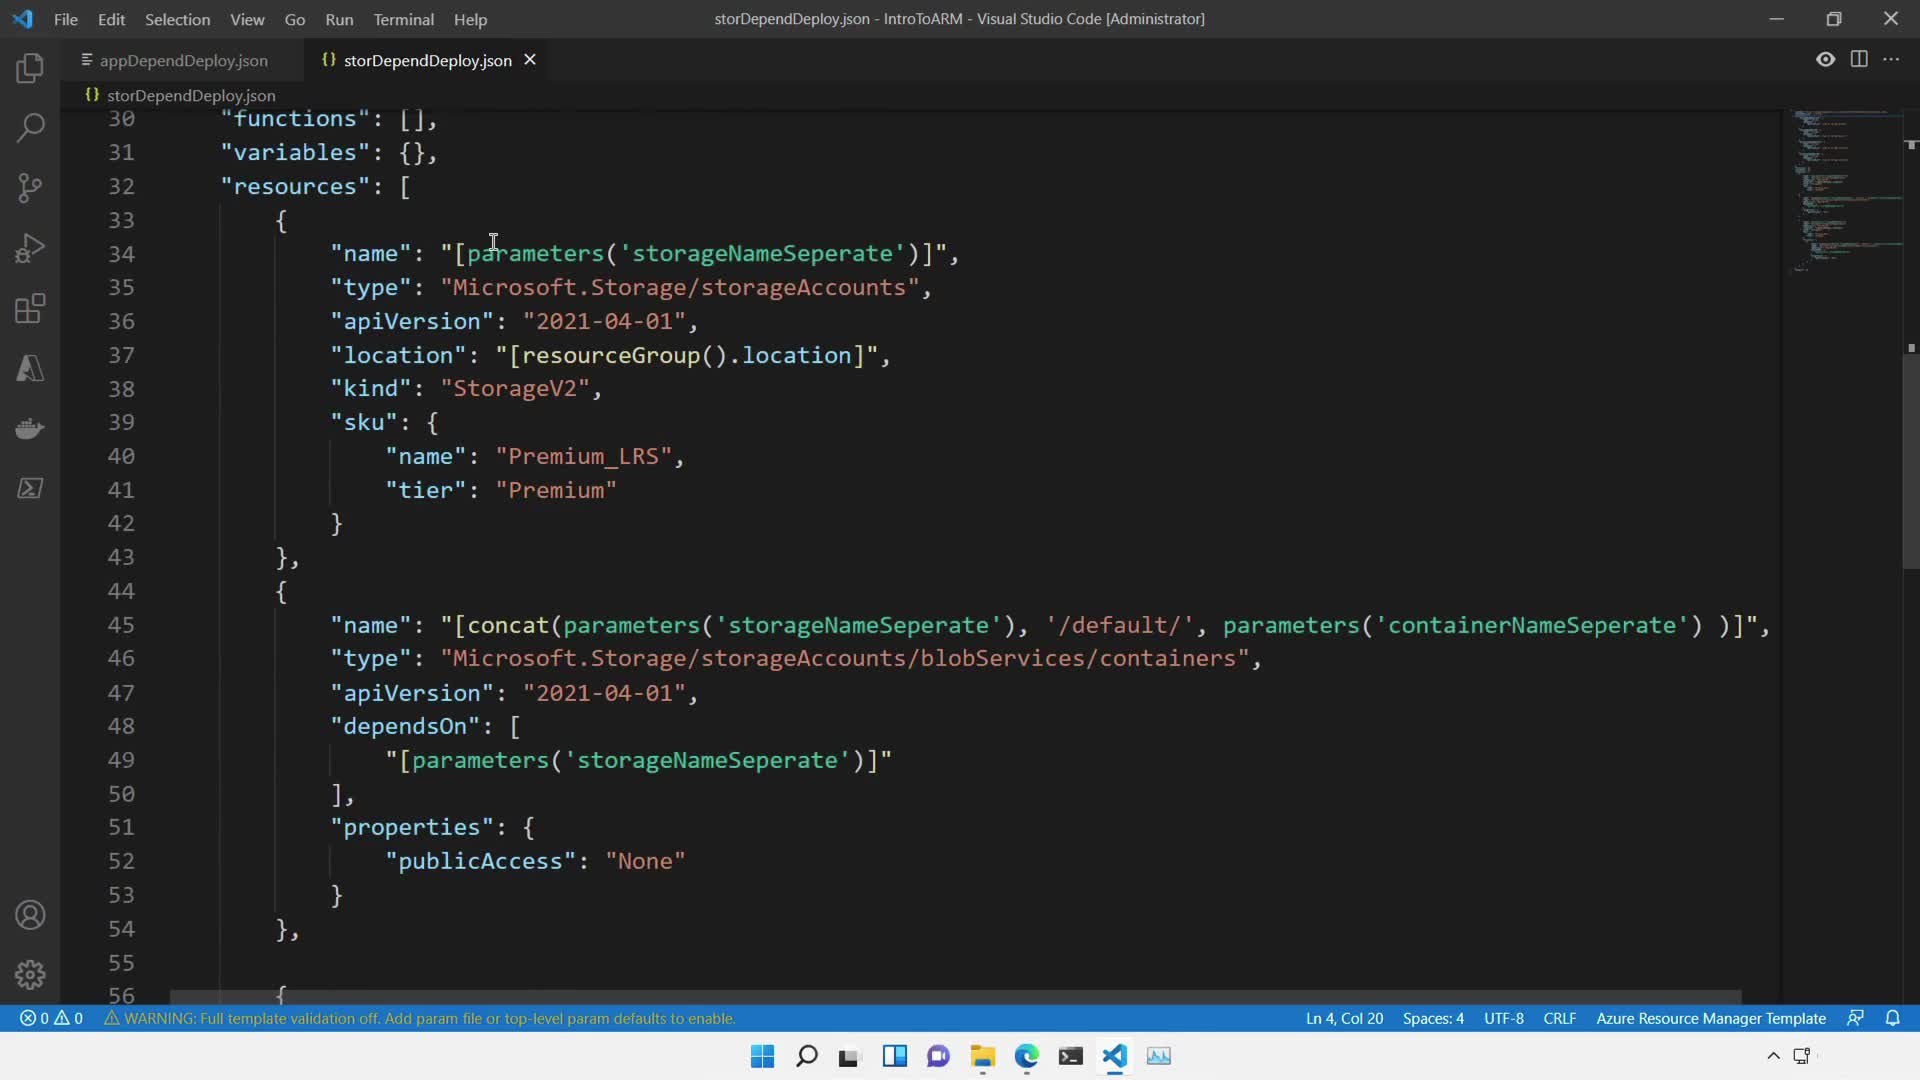 File Edit Selection View Go Run Terminal Help storDependDeploy.json - IntroToARM - Visual Studio Code [Administrator]
appDependDeploy.json {} storDependDeploy.json
{} storDependDeploy.json
30 "functions": [],
31 "variables": {},
32 "resources": [
33 {
34 "name": "[parameters('storageNameSeperate')]",
35 "type": "Microsoft.Storage/storageAccounts",
36 "apiVersion": "2021-04-01",
37 "location": "[resourceGroup().location]",
38 "kind": "StorageV2",
39 "sku": {
40 "name": "Premium_LRS",
41 "tier": "Premium"
42 }
43 },
44 {
45 "name": "[concat(parameters('storageNameSeperate'), '/default/', parameters('containerNameSeperate') )]",
46 "type": "Microsoft.Storage/storageAccounts/blobServices/containers",
47 "apiVersion": "2021-04-01",
48 "dependsOn": [
49 "[parameters('storageNameSeperate')]"
50 ],
51 "properties": {
52 "publicAccess": "None"
53 }
54 },
55
56 {
0 0 WARNING: Full template validation off. Add param file or top-level param defaults to enable. Ln 4, Col 20 Spaces: 4 UTF-8 CRLF Azure Resource Manager Template